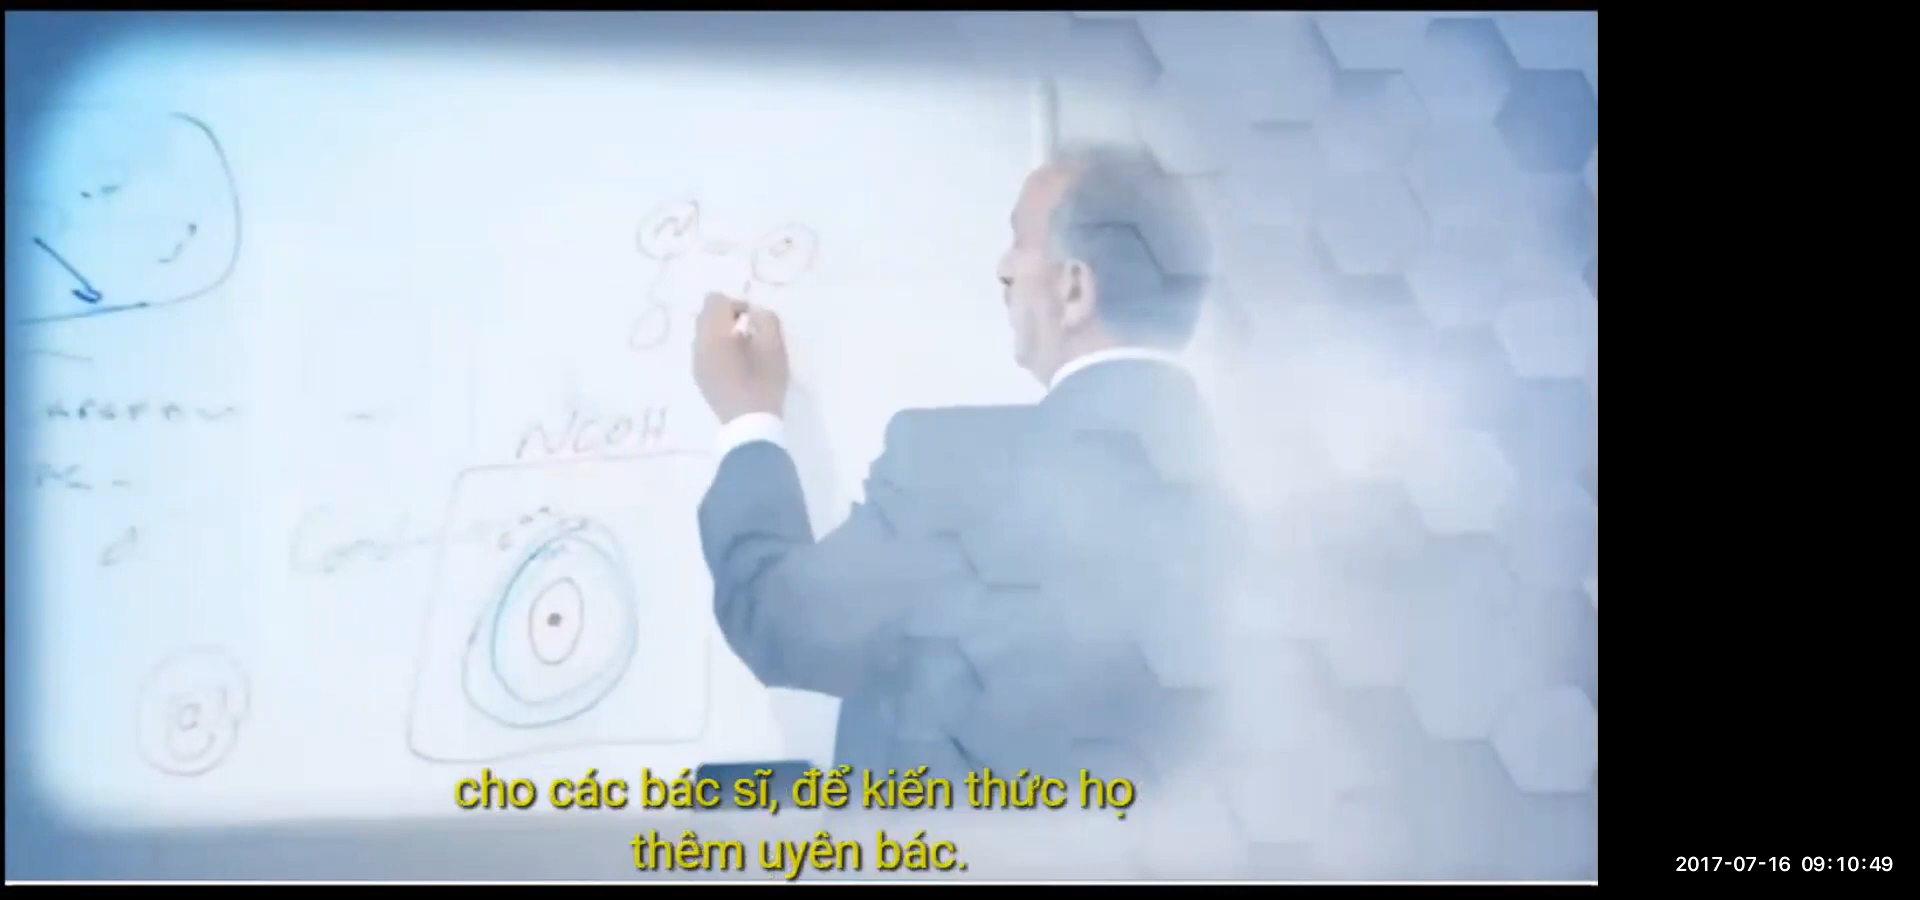 NCOH
cho các bác sĩ, để kiến thức họ
thêm uyên bác.
2017-07-16 09:10:49